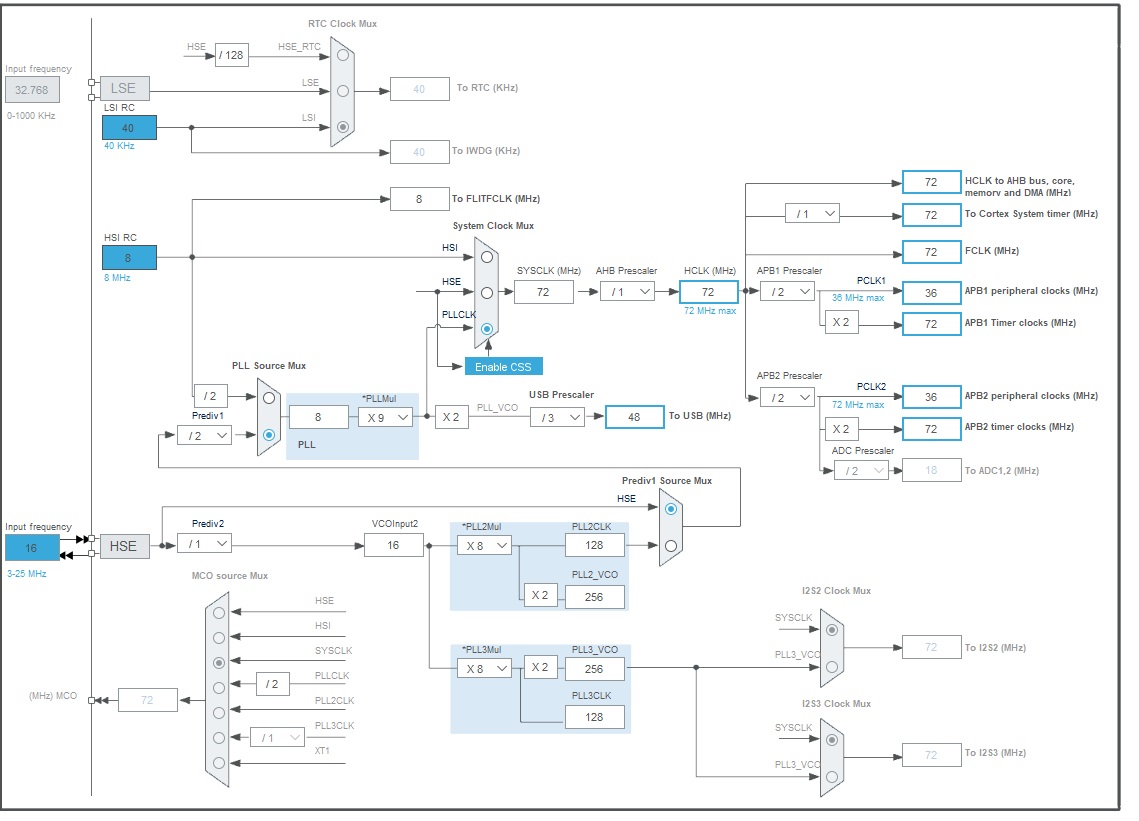 RTC Clock Mux
HSE
/ 128
HSE_RTC
Input frequency
32.768
0-1000 KHz
LSE
LSE
40
To RTC (KHz)
LSI RC
40
40 KHz
LSI
40
To IWDG (KHz)
8
To FLITFCLK (MHz)
System Clock Mux
HSI RC
8
8 MHz
HSI
HSE
PLLCLK
SYSCLK (MHz)
72
AHB Prescaler
/ 1
HCLK (MHz)
72
72 MHz max
Enable CSS
72
HCLK to AHB bus, core,
memory and DMA (MHz)
/ 1
72
To Cortex System timer (MHz)
72
FCLK (MHz)
APB1 Prescaler
/ 2
PCLK1
36 MHz max
36
APB1 peripheral clocks (MHz)
X 2
72
APB1 Timer clocks (MHz)
APB2 Prescaler
/ 2
PCLK2
72 MHz max
36
APB2 peripheral clocks (MHz)
X 2
72
APB2 timer clocks (MHz)
ADC Prescaler
/ 2
18
To ADC1,2 (MHz)
PLL Source Mux
/ 2
Prediv1
/ 2
8
*PLLMul
X 9
PLL
X 2
PLL_VCO
USB Prescaler
/ 3
48
To USB (MHz)
Prediv1 Source Mux
HSE
Input frequency
16
3-25 MHz
HSE
Prediv2
/ 1
VCOInput2
16
*PLL2Mul
X 8
PLL2CLK
128
PLL2_VCO
X 2
256
*PLL3Mul
X 8
X 2
PLL3_VCO
256
PLL3CLK
128
MCO source Mux
HSE
HSI
SYSCLK
PLLCLK
/ 2
PLL2CLK
PLL3CLK
/ 1
XT1
(MHz) MCO
72
I2S2 Clock Mux
SYSCLK
PLL3_VCO
72
To I2S2 (MHz)
I2S3 Clock Mux
SYSCLK
PLL3_VCO
72
To I2S3 (MHz)